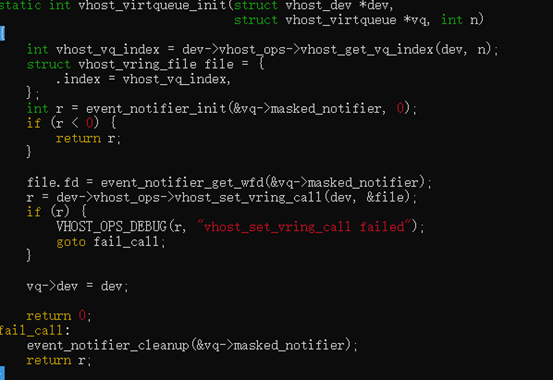 static int vhost_virtqueue_init(struct vhost_dev *dev,
                                struct vhost_virtqueue *vq, int n)
{
    int vhost_vq_index = dev->vhost_ops->vhost_get_vq_index(dev, n);
    struct vhost_vring_file file = {
        .index = vhost_vq_index,
    };
    int r = event_notifier_init(&vq->masked_notifier, 0);
    if (r < 0) {
        return r;
    }

    file.fd = event_notifier_get_wfd(&vq->masked_notifier);
    r = dev->vhost_ops->vhost_set_vring_call(dev, &file);
    if (r) {
        VHOST_OPS_DEBUG(r, "vhost_set_vring_call failed");
        goto fail_call;
    }

    vq->dev = dev;

    return 0;
fail_call:
    event_notifier_cleanup(&vq->masked_notifier);
    return r;
}